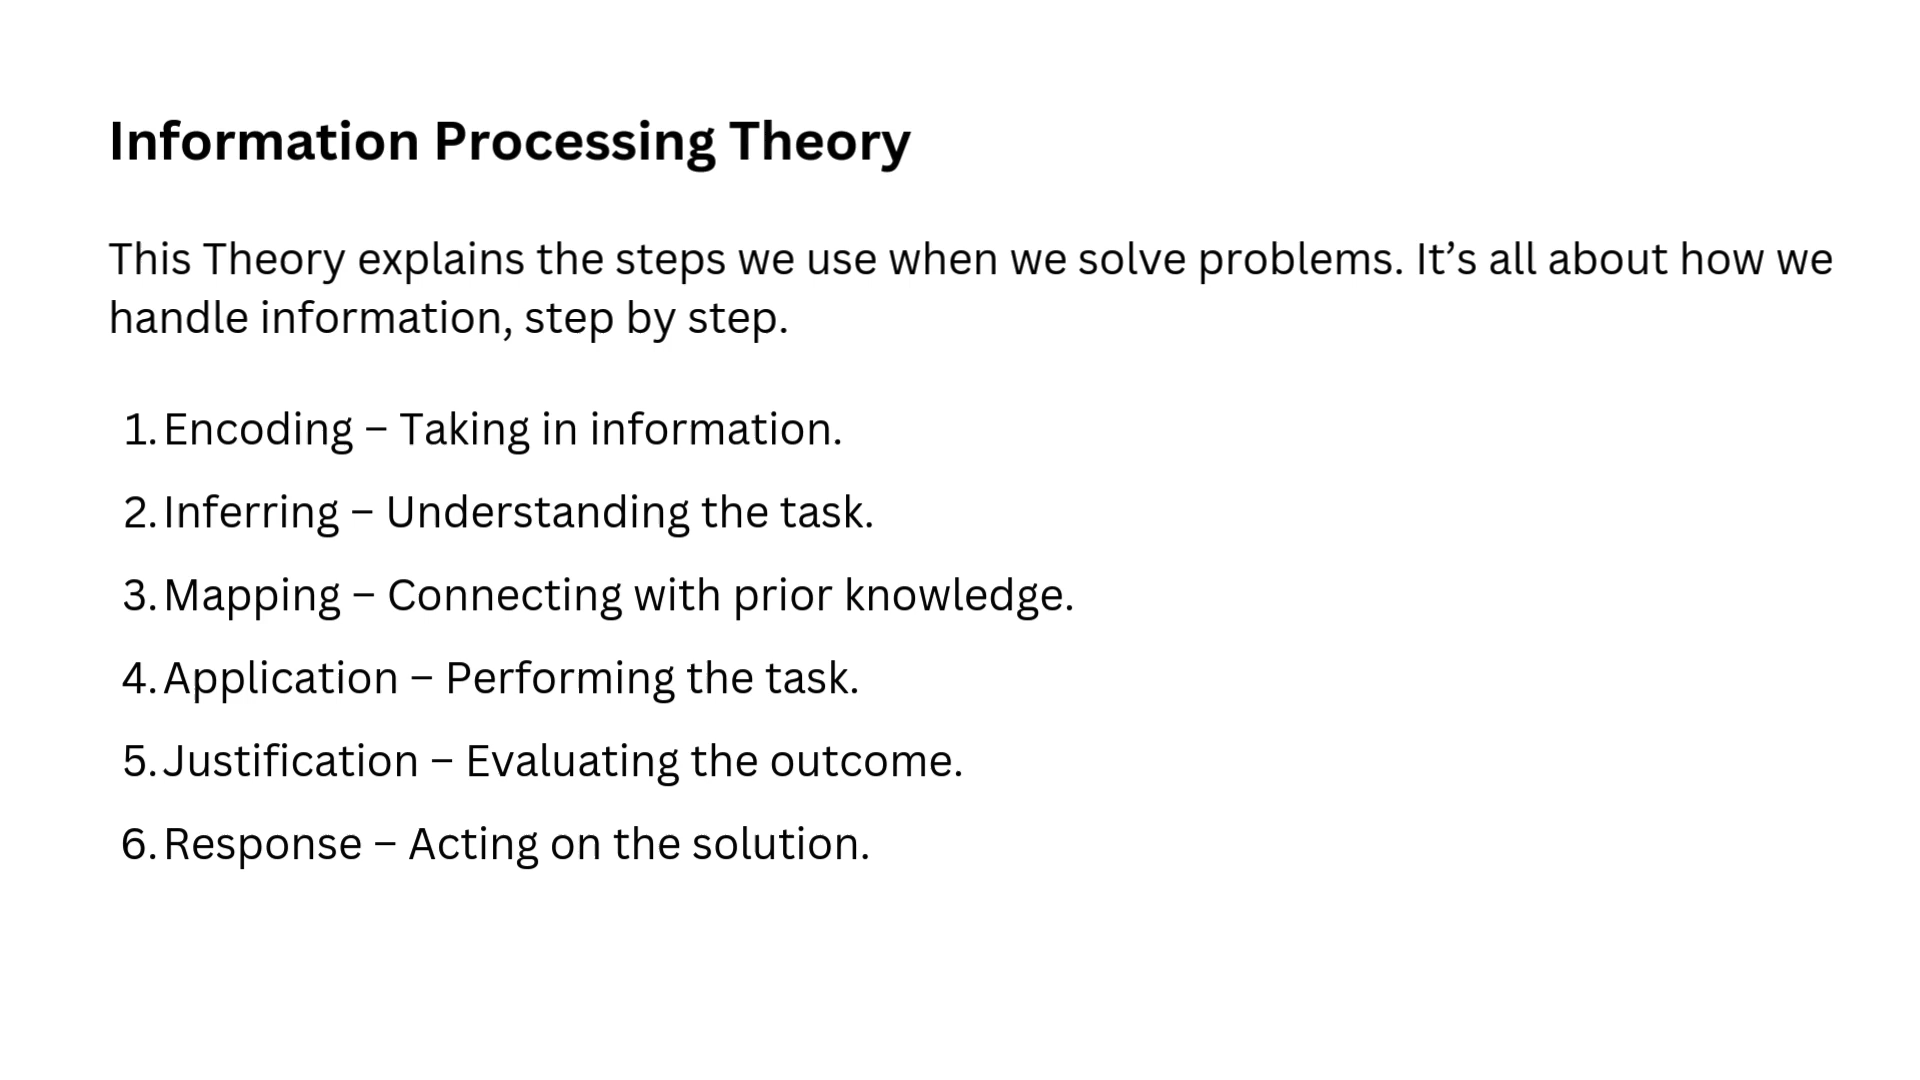 Information Processing Theory
This Theory explains the steps we use when we solve problems. It’s all about how we
handle information, step by step.
1. Encoding – Taking in information.
2. Inferring – Understanding the task.
3. Mapping – Connecting with prior knowledge.
4. Application – Performing the task.
5. Justification – Evaluating the outcome.
6. Response – Acting on the solution.